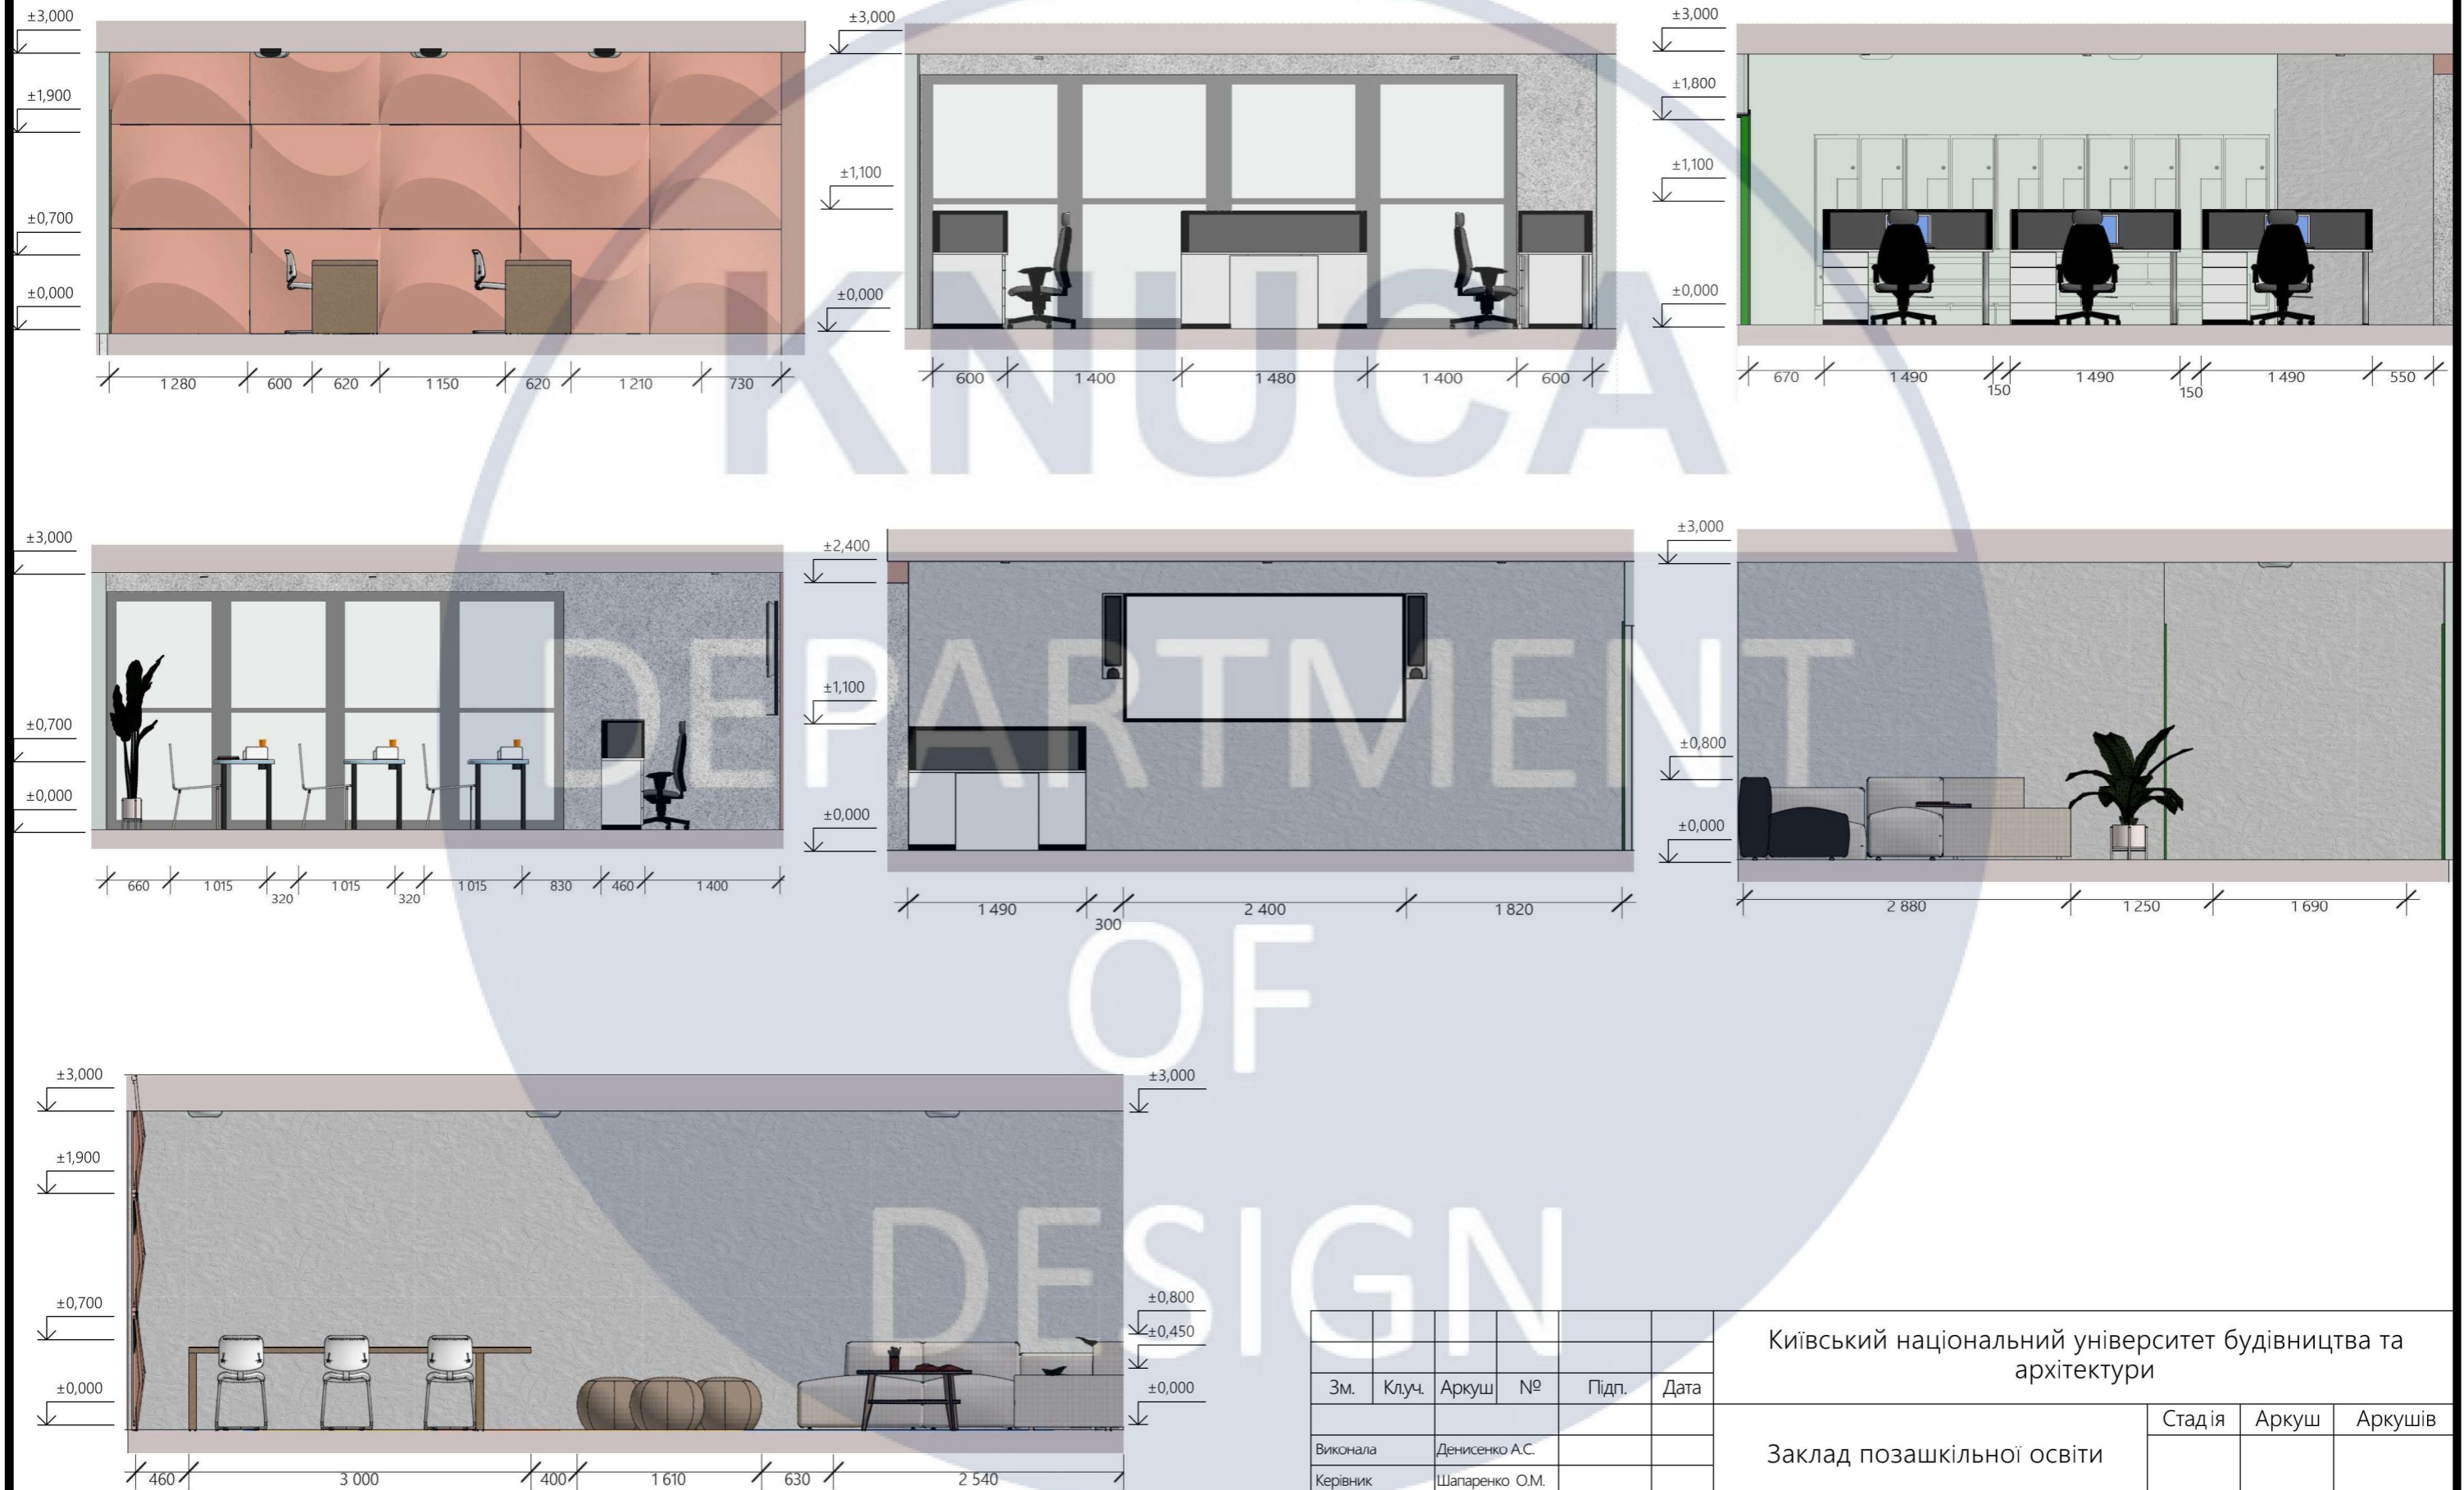 ±3,000
±1,900
±0,700
±0,000
1 280 600 620 1 150 620 1 210 730
±3,000
±1,100
±0,000
600 1 400 1 480 1 400 600
±3,000
±1,800
±1,100
±0,000
670 1 490 150 1 490 150 1 490 550
KNUCA
±3,000
±0,700
±0,000
660 1 015 320 1 015 320 1 015 830 460 1 400
±2,400
±1,100
±0,000
1 490 300 2 400 1 820
±3,000
±0,800
±0,000
2 880 1 250 1 690
DEPARTMENT
OF
DESIGN
±3,000
±1,900
±0,700
±0,000
±3,000
±0,800
±0,450
±0,000
460 3 000 400 1 610 630 2 540
Київський національний університет будівництва та
архітектури
Зм. Кл.уч. Аркуш № Підп. Дата
Стадія Аркуш Аркушів
Виконала Денисенко А.С.
Заклад позашкільної освіти
Керівник Шапаренко О.М.